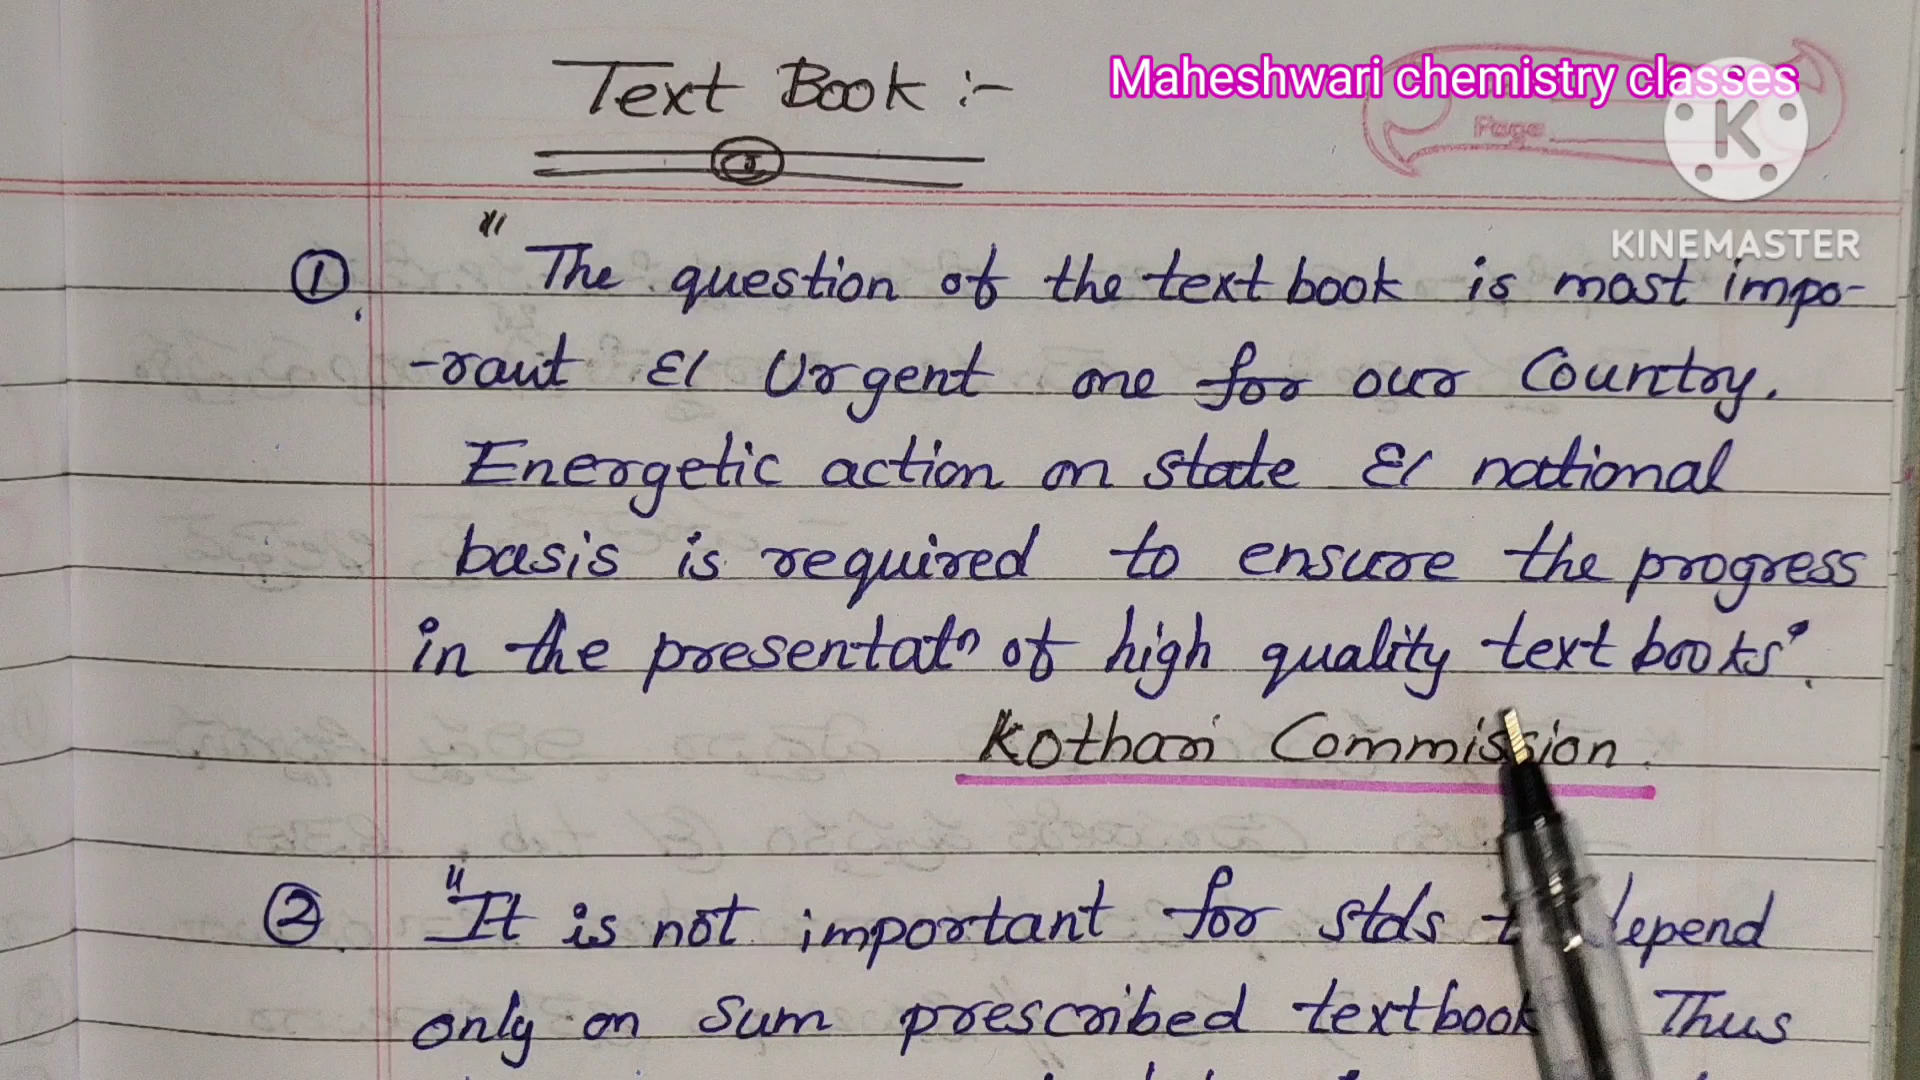 Text Book :-
Maheshwari chemistry classes
Page
K
KINEMASTER
① "The question of the text book is most impo-
-rant & Urgent one for our Country.
Energetic action on state & national
basis is required to ensure the progress
in the presentatn of high quality text books".
Kothari Commission
② "It is not important for stds depend
only on sum prescribed textbook Thus